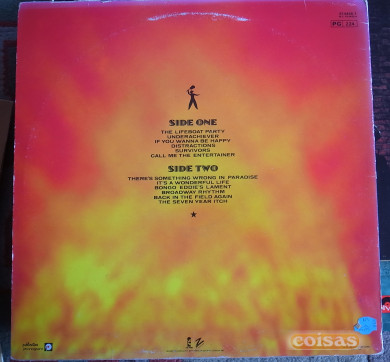 PG 226
SIDE ONE
THE LIFEBOAT PARTY
UNDERACHIEVER
IF YOU WANNA BE HAPPY
DISTRACTIONS
SURVIVORS
CALL ME THE ENTERTAINER
SIDE TWO
THERE'S SOMETHING WRONG IN PARADISE
IT'S A WONDERFUL LIFE
BONGO EDDIE'S LAMENT
BROADWAY RHYTHM
BACK IN THE FIELD AGAIN
THE SEVEN YEAR ITCH
coisas